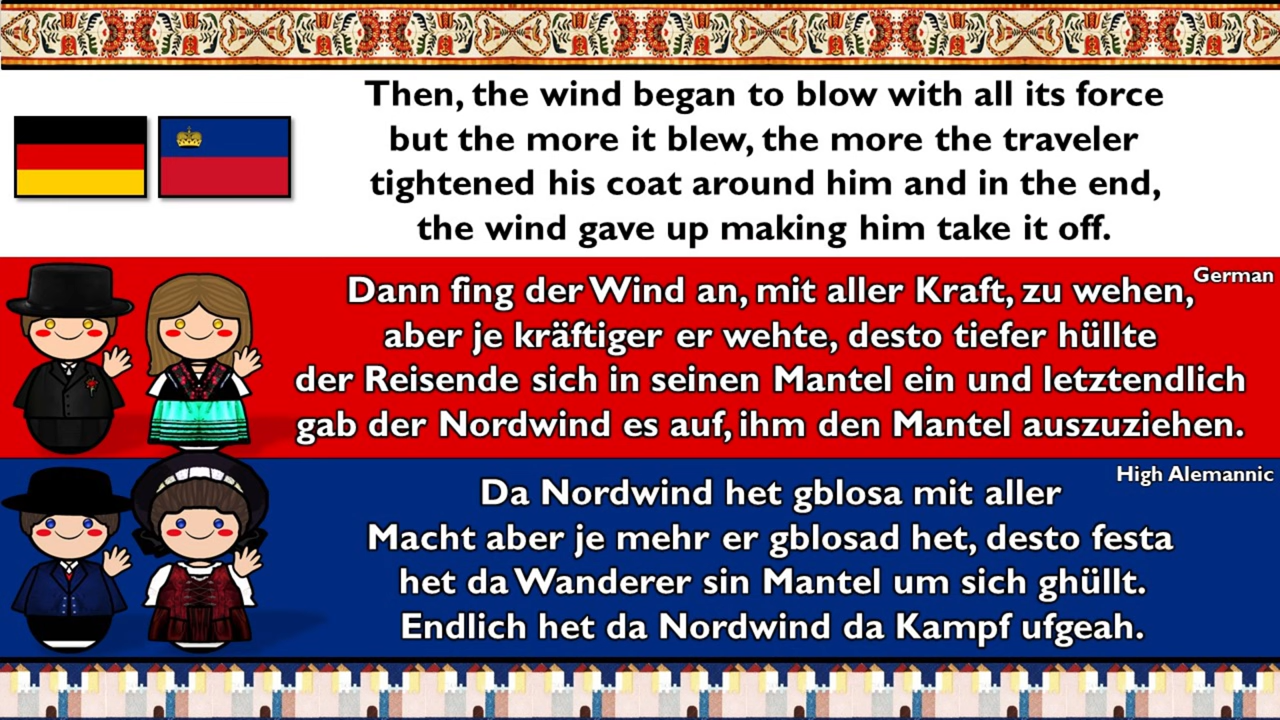 Then, the wind began to blow with all its force
but the more it blew, the more the traveler
tightened his coat around him and in the end,
the wind gave up making him take it off.
German
Dann fing der Wind an, mit aller Kraft, zu wehen,
aber je kräftiger er wehte, desto tiefer hüllte
der Reisende sich in seinen Mantel ein und letztendlich
gab der Nordwind es auf, ihm den Mantel auszuziehen.
High Alemannic
Da Nordwind het gblosa mit aller
Macht aber je mehr er gblosad het, desto festa
het da Wanderer sin Mantel um sich ghüllt.
Endlich het da Nordwind da Kampf ufgeah.